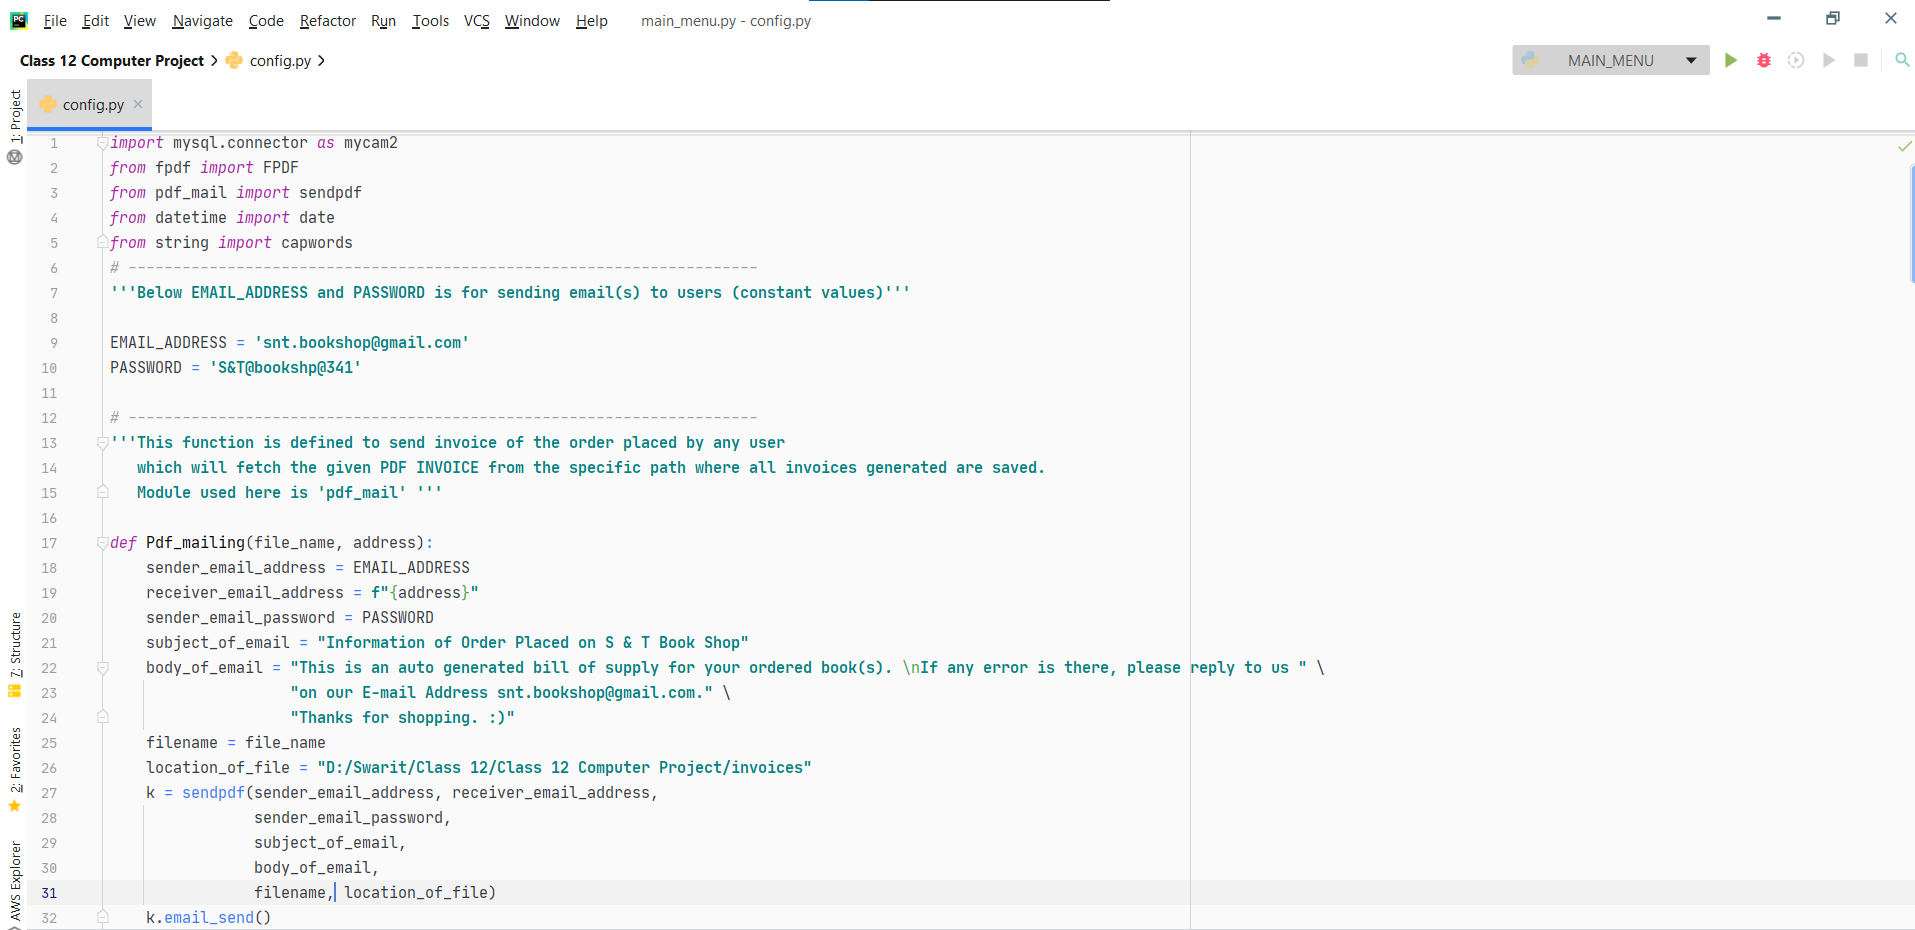 File Edit View Navigate Code Refactor Run Tools VCS Window Help main_menu.py - config.py
Class 12 Computer Project > config.py >
MAIN_MENU
config.py
1: Project
7: Structure
2: Favorites
AWS Explorer
1 import mysql.connector as mycam2
2 from fpdf import FPDF
3 from pdf_mail import sendpdf
4 from datetime import date
5 from string import capwords
6 # ----------------------------------------------------------------------
7 '''Below EMAIL_ADDRESS and PASSWORD is for sending email(s) to users (constant values)'''
8
9 EMAIL_ADDRESS = 'snt.bookshop@gmail.com'
10 PASSWORD = 'S&T@bookshp@341'
11
12 # ----------------------------------------------------------------------
13 '''This function is defined to send invoice of the order placed by any user
14    which will fetch the given PDF INVOICE from the specific path where all invoices generated are saved.
15    Module used here is 'pdf_mail' '''
16
17 def Pdf_mailing(file_name, address):
18     sender_email_address = EMAIL_ADDRESS
19     receiver_email_address = f"{address}"
20     sender_email_password = PASSWORD
21     subject_of_email = "Information of Order Placed on S & T Book Shop"
22     body_of_email = "This is an auto generated bill of supply for your ordered book(s). \nIf any error is there, please reply to us " \
23                     "on our E-mail Address snt.bookshop@gmail.com." \
24                     "Thanks for shopping. :)"
25     filename = file_name
26     location_of_file = "D:/Swarit/Class 12/Class 12 Computer Project/invoices"
27     k = sendpdf(sender_email_address, receiver_email_address,
28                 sender_email_password,
29                 subject_of_email,
30                 body_of_email,
31                 filename, location_of_file)
32     k.email_send()